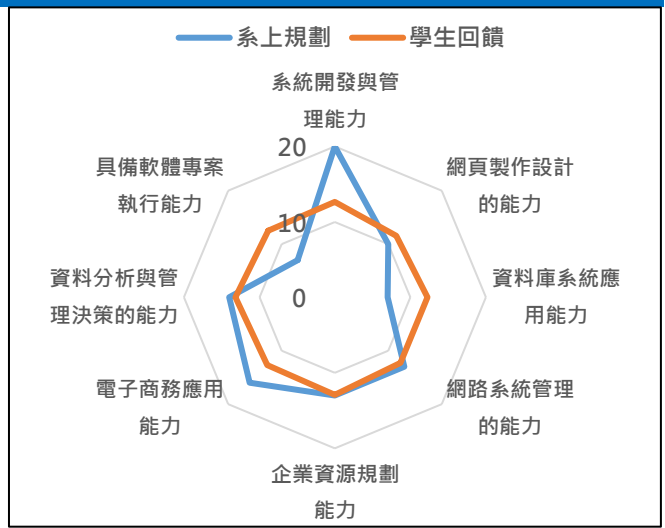 系上規劃 學生回饋
系統開發與管
理能力
20
具備軟體專案
執行能力
網頁製作設計
的能力
10
資料分析與管
理決策的能力
0
資料庫系統應
用能力
電子商務應用
能力
網路系統管理
的能力
企業資源規劃
能力